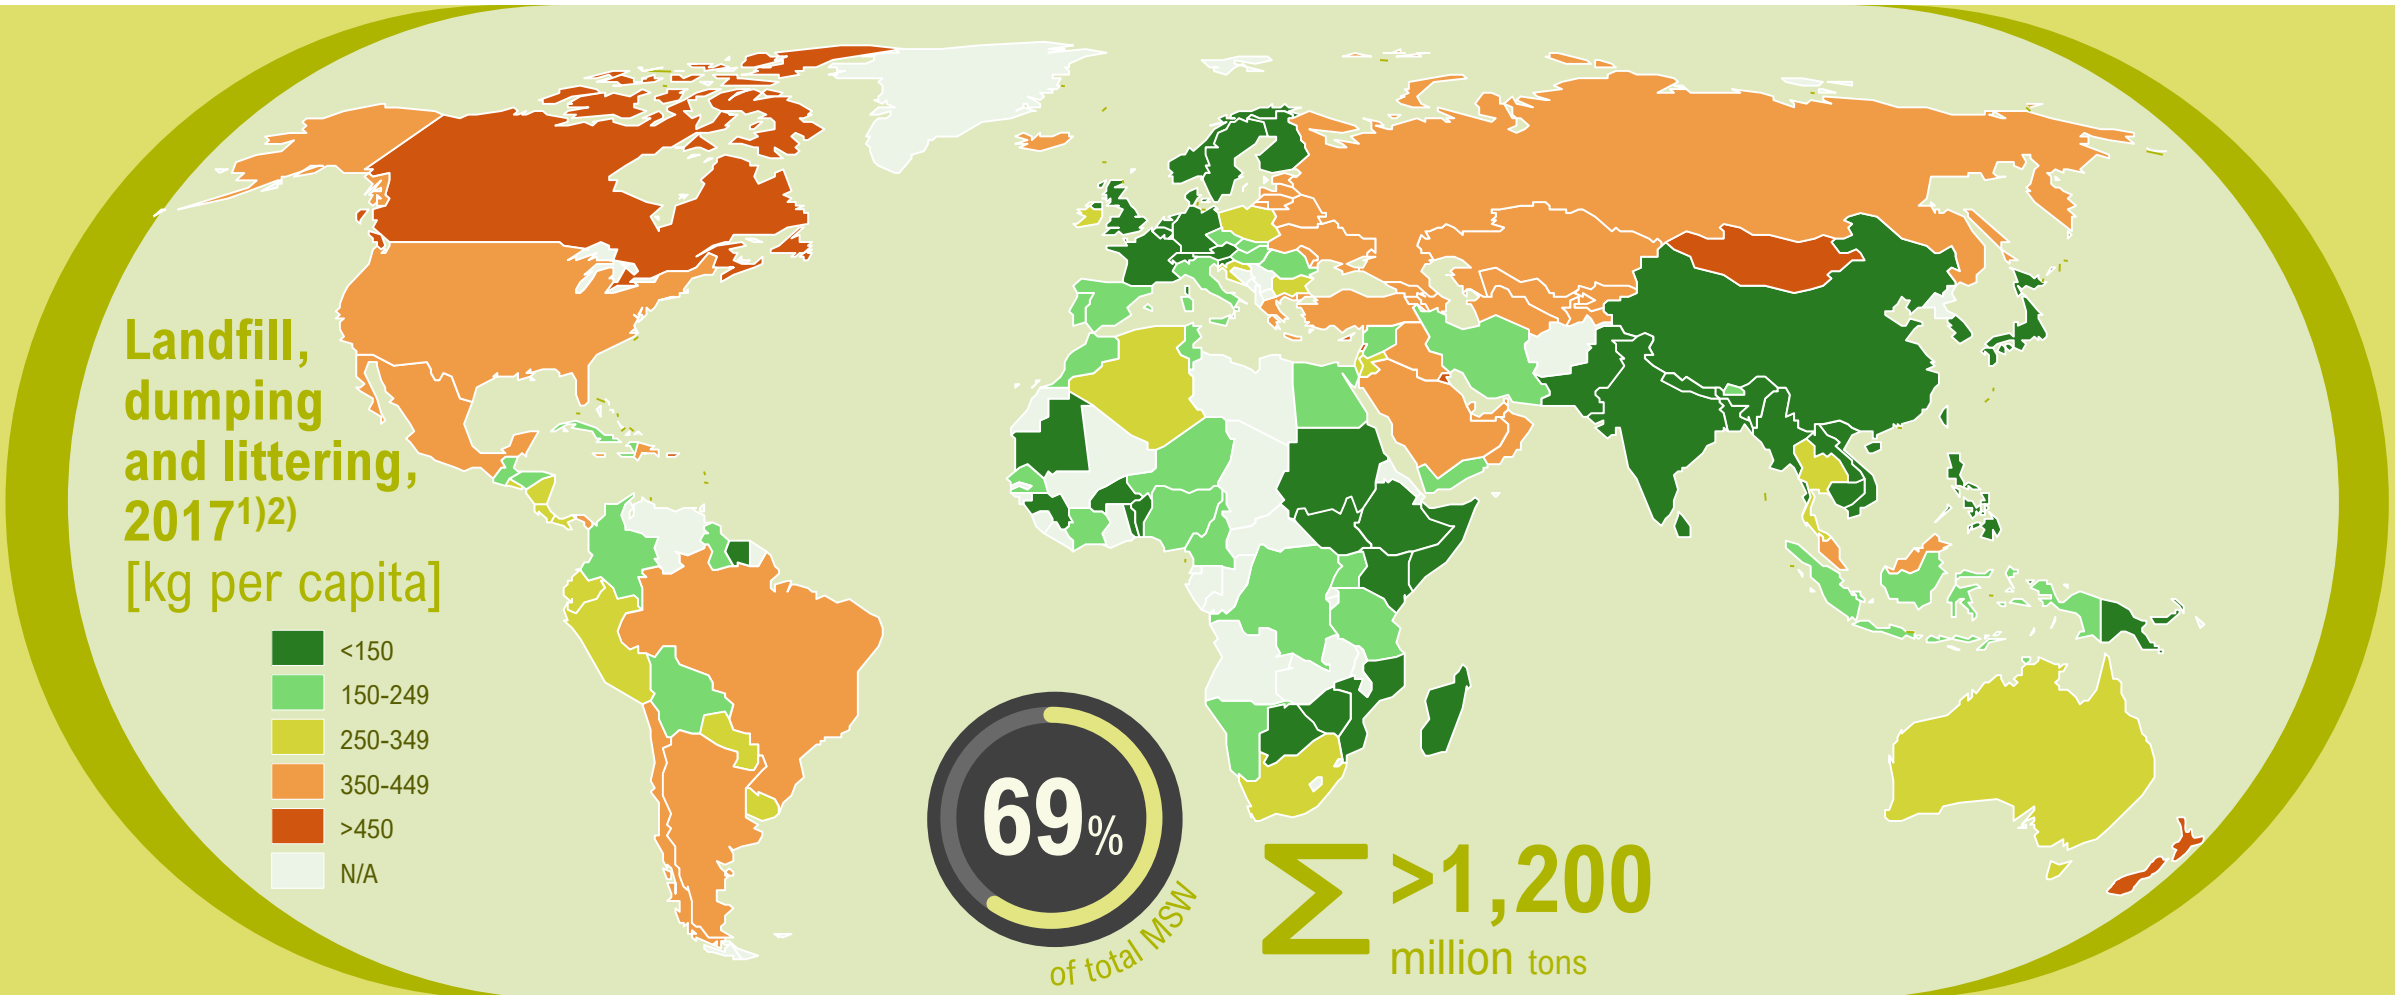 Landfill,
dumping
and littering,
2017¹⁾²⁾
[kg per capita]
<150
150-249
250-349
350-449
>450
N/A
69%
of total MSW
Σ >1,200
million tons